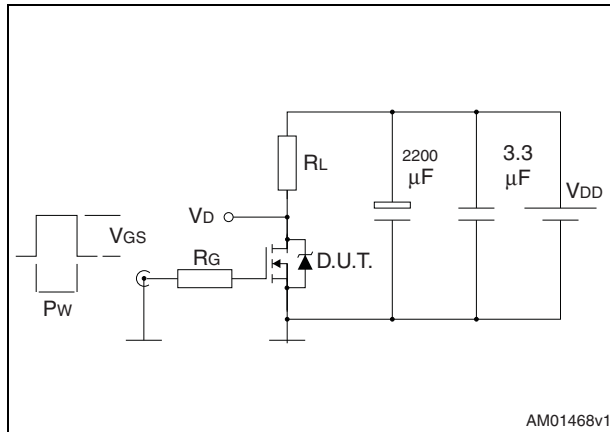 RL
2200
μF
3.3
μF
VDD
VD
VGS
RG
D.U.T.
PW
AM01468v1